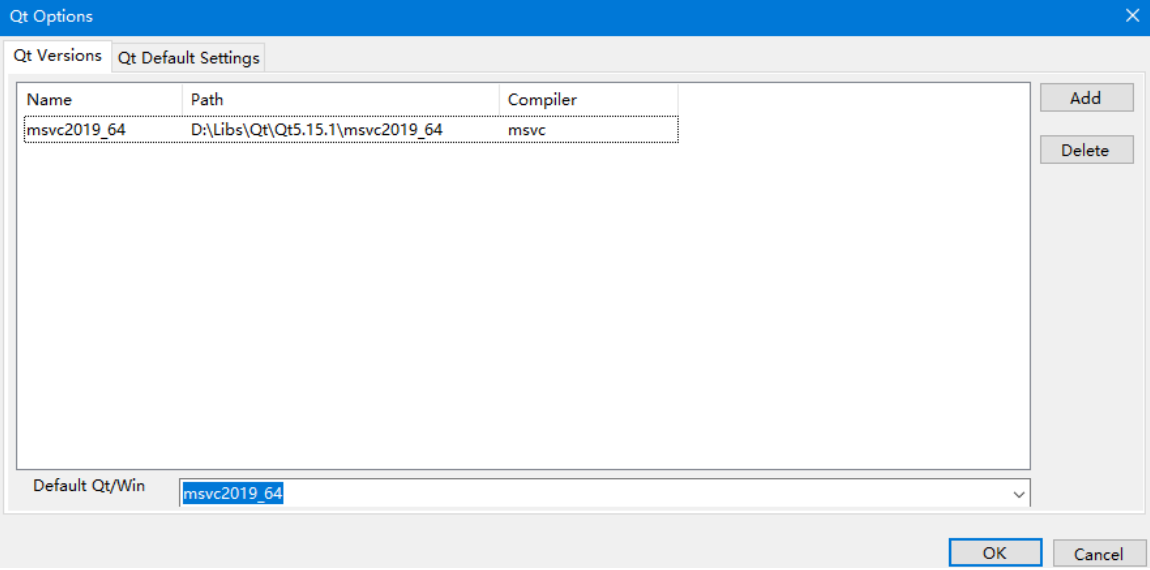 Qt Options
Qt Versions Qt Default Settings
Name Path Compiler Add
msvc2019_64 D:\Libs\Qt\Qt5.15.1\msvc2019_64 msvc
Delete
Default Qt/Win msvc2019_64
OK Cancel